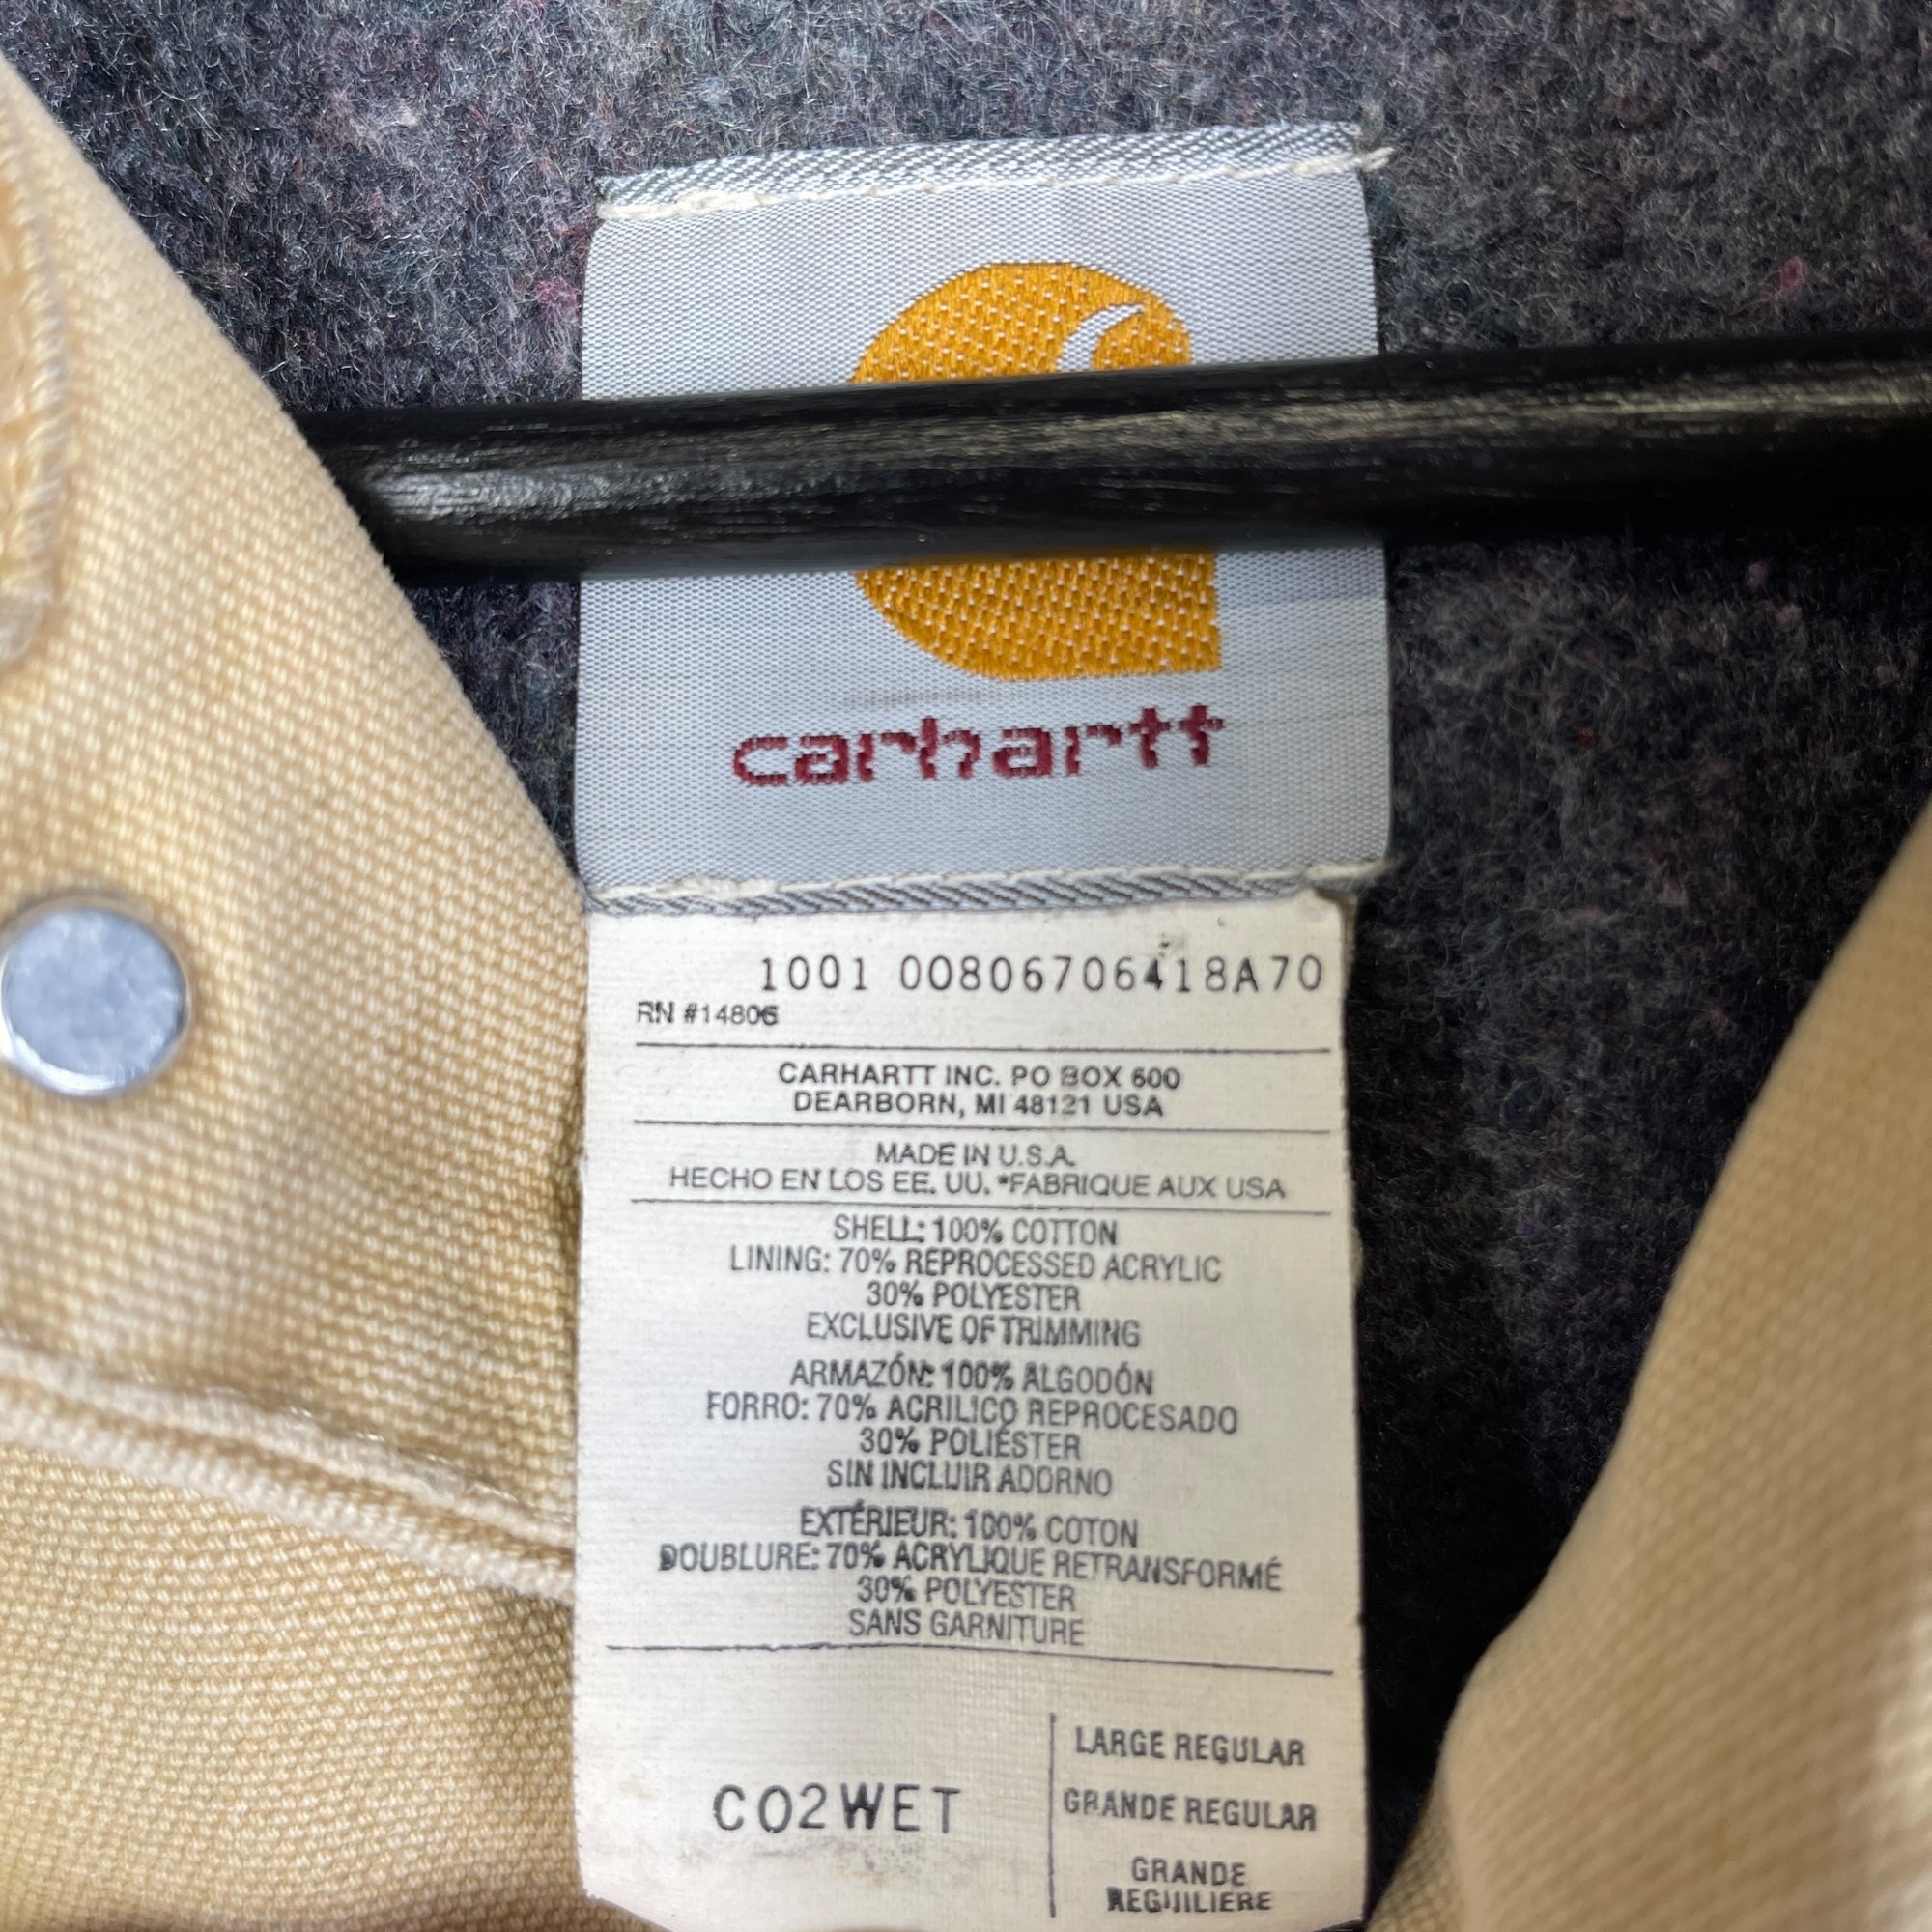 carhartt
1001 00806706418A70
RN #14806
CARHARTT INC. PO BOX 600
DEARBORN, MI 48121 USA
MADE IN U.S.A.
HECHO EN LOS EE. UU. *FABRIQUE AUX USA
SHELL: 100% COTTON
LINING: 70% REPROCESSED ACRYLIC
30% POLYESTER
EXCLUSIVE OF TRIMMING
ARMAZÓN: 100% ALGODÓN
FORRO: 70% ACRILICO REPROCESADO
30% POLIÉSTER
SIN INCLUIR ADORNO
EXTÉRIEUR: 100% COTON
DOUBLURE: 70% ACRYLIQUE RETRANSFORMÉ
30% POLYESTER
SANS GARNITURE
CO2WET
LARGE REGULAR
GRANDE REGULAR
GRANDE
REGUILIERE